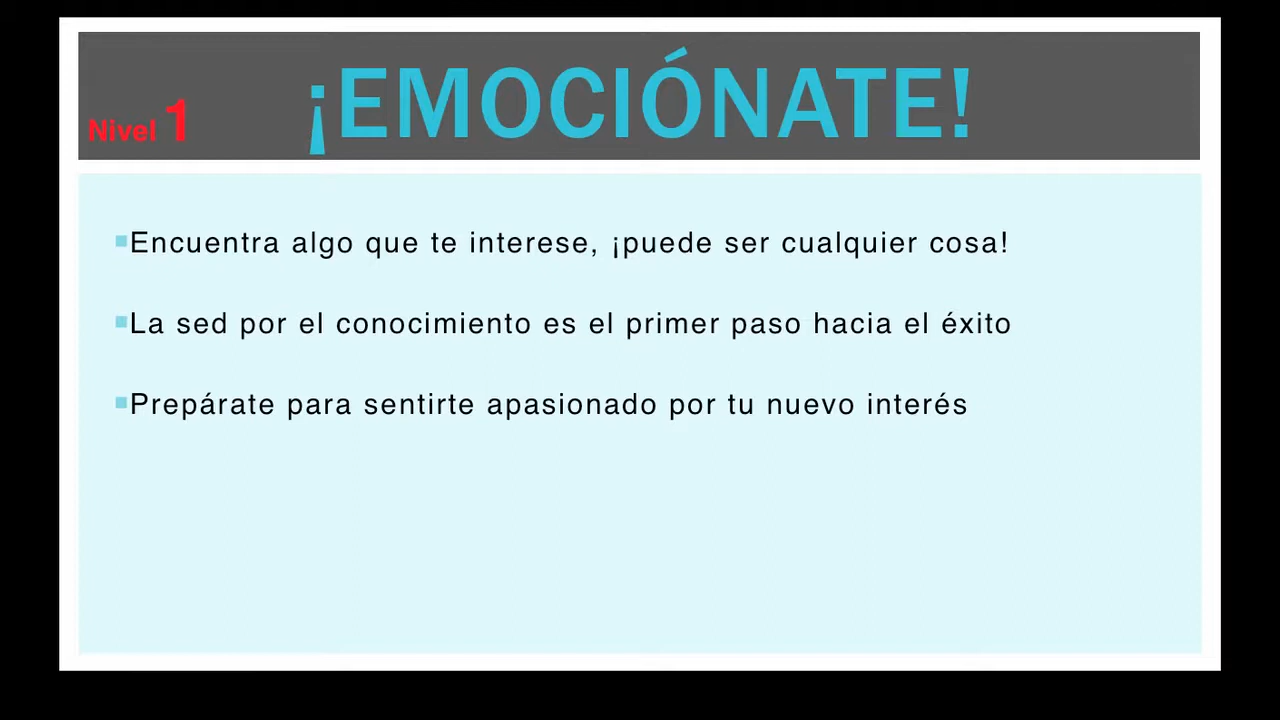 ¡EMOCIÓNATE!
Nivel 1
Encuentra algo que te interese, ¡puede ser cualquier cosa!
La sed por el conocimiento es el primer paso hacia el éxito
Prepárate para sentirte apasionado por tu nuevo interés